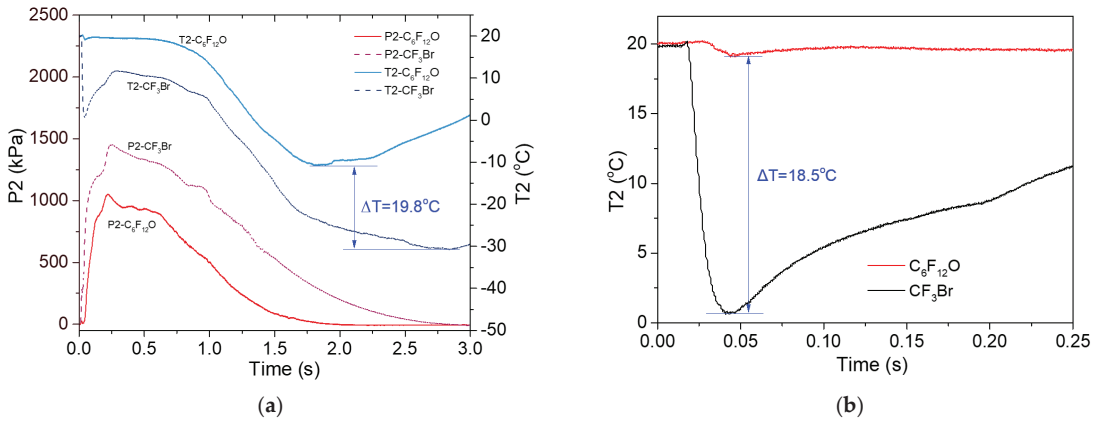 2500
2000
1500
1000
500
0
P2 (kPa)
0.0
0.5
1.0
1.5
2.0
2.5
3.0
Time (s)
20
10
0
-10
-20
-30
-40
-50
T2 (°C)
T2-C₆F₁₂O
T2-CF₃Br
P2-CF₃Br
P2-C₆F₁₂O
P2-C₆F₁₂O
P2-CF₃Br
T2-C₆F₁₂O
T2-CF₃Br
ΔT=19.8°C
(a)
20
15
10
5
0
T2 (°C)
0.00
0.05
0.10
0.15
0.20
0.25
Time (s)
ΔT=18.5°C
C₆F₁₂O
CF₃Br
(b)